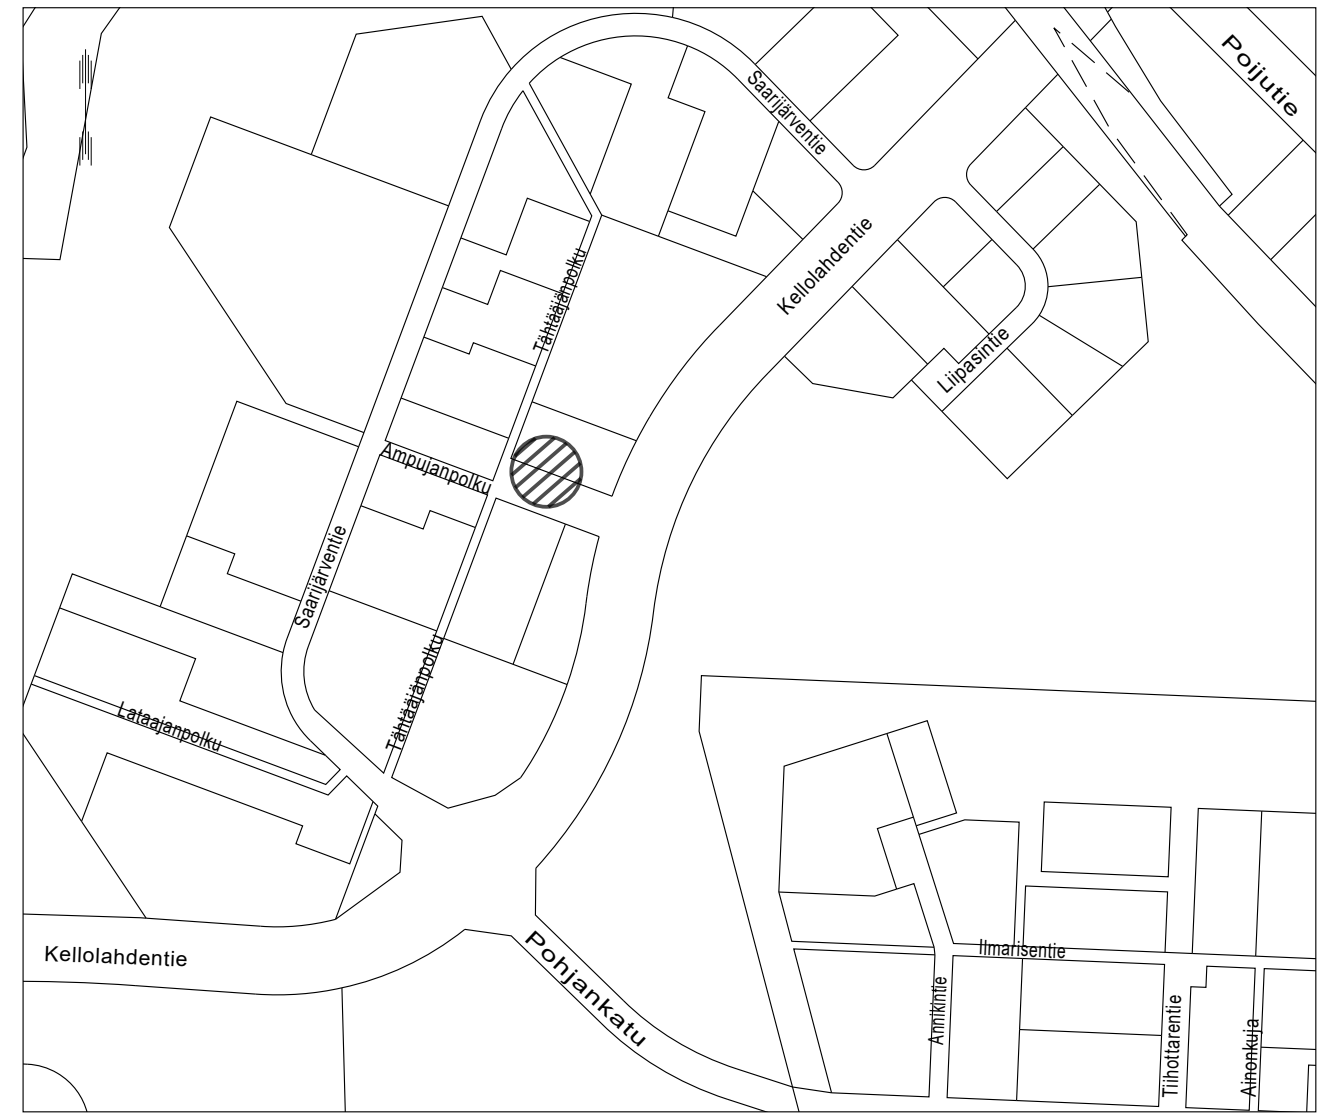 Poijutie
Saarijärventie
Kellolahdentie
Tähtääjänpolku
Liipasintie
Ampujanpolku
Saarijärventie
Tähtääjänpolku
Lataajanpolku
Kellolahdentie
Pohjankatu
Ilmarisentie
Annikintie
Tiihottarentie
Ainonkuja